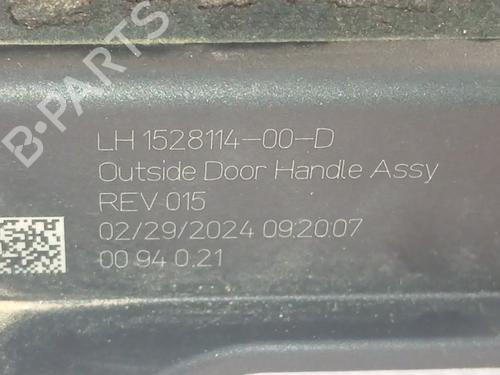 B-PARTS
LH 1528114-00-D
Outside Door Handle Assy
REV 015
02/29/2024 09:20:07
00 94 0.21